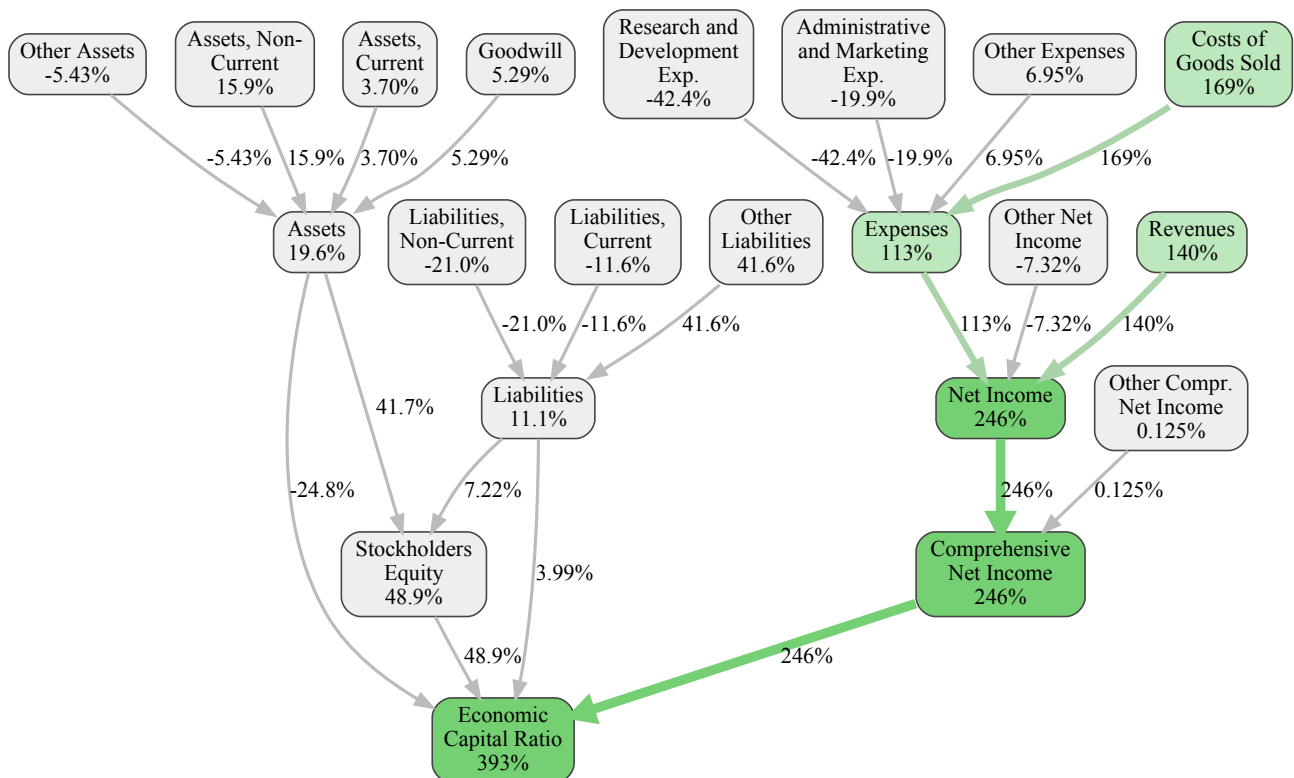 Other Assets
-5.43%
Assets, Non-
Current
15.9%
Assets,
Current
3.70%
Goodwill
5.29%
Research and
Development
Exp.
-42.4%
Administrative
and Marketing
Exp.
-19.9%
Other Expenses
6.95%
Costs of
Goods Sold
169%
-5.43%
15.9%
3.70%
5.29%
-42.4%
-19.9%
6.95%
169%
Assets
19.6%
Liabilities,
Non-Current
-21.0%
Liabilities,
Current
-11.6%
Other
Liabilities
41.6%
Expenses
113%
Other Net
Income
-7.32%
Revenues
140%
-21.0%
-11.6%
41.6%
113%
-7.32%
140%
41.7%
Liabilities
11.1%
Net Income
246%
Other Compr.
Net Income
0.125%
-24.8%
7.22%
246%
0.125%
Stockholders
Equity
48.9%
3.99%
Comprehensive
Net Income
246%
48.9%
246%
Economic
Capital Ratio
393%